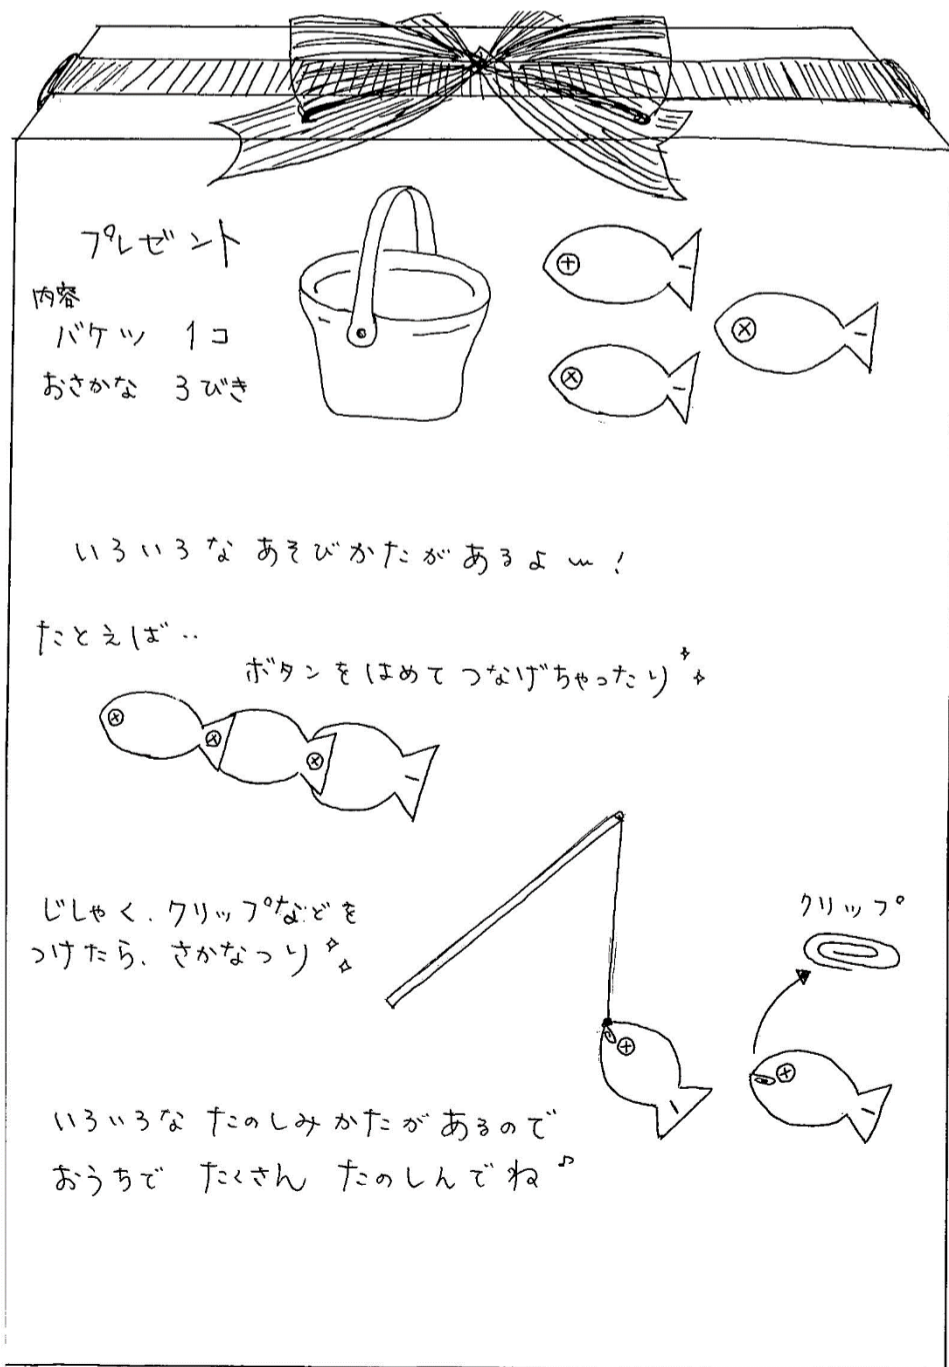 プレゼント
内容
バケツ 1コ
おさかな 3びき
いろいろな あそびかたがあるよ〜!
たとえば‥
ボタンをはめて つなげちゃったり
じしゃく、クリップなどを
つけたら、さかなつり
クリップ
いろいろな たのしみかたが あるので
おうちで たくさん たのしんでね♪